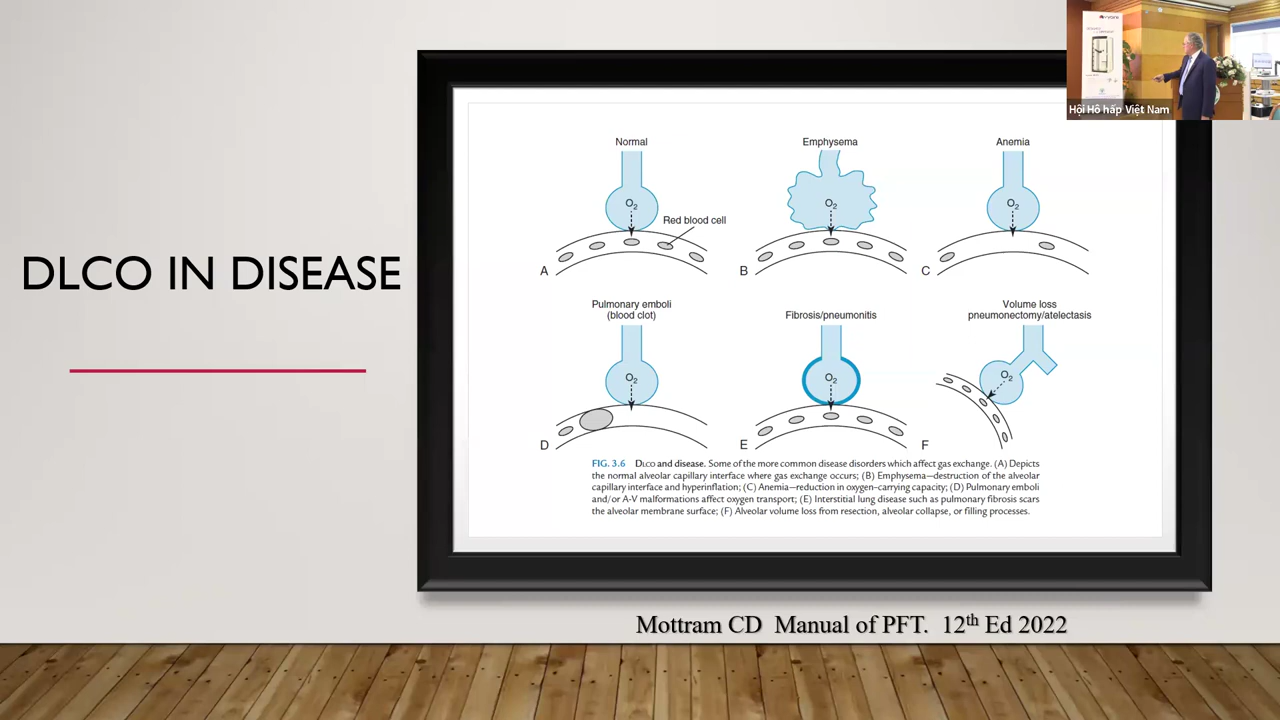 DLCO IN DISEASE
Hội Hô hấp Việt Nam
Normal
O₂
Red blood cell
A
Emphysema
O₂
B
Anemia
O₂
C
Pulmonary emboli
(blood clot)
O₂
D
Fibrosis/pneumonitis
O₂
E
Volume loss
pneumonectomy/atelectasis
O₂
F
FIG. 3.6 DLCO and disease. Some of the more common disease disorders which affect gas exchange. (A) Depicts
the normal alveolar capillary interface where gas exchange occurs; (B) Emphysema—destruction of the alveolar
capillary interface and hyperinflation; (C) Anemia—reduction in oxygen-carrying capacity; (D) Pulmonary emboli
and/or A-V malformations affect oxygen transport; (E) Interstitial lung disease such as pulmonary fibrosis scars
the alveolar membrane surface; (F) Alveolar volume loss from resection, alveolar collapse, or filling processes.
Mottram CD Manual of PFT. 12th Ed 2022